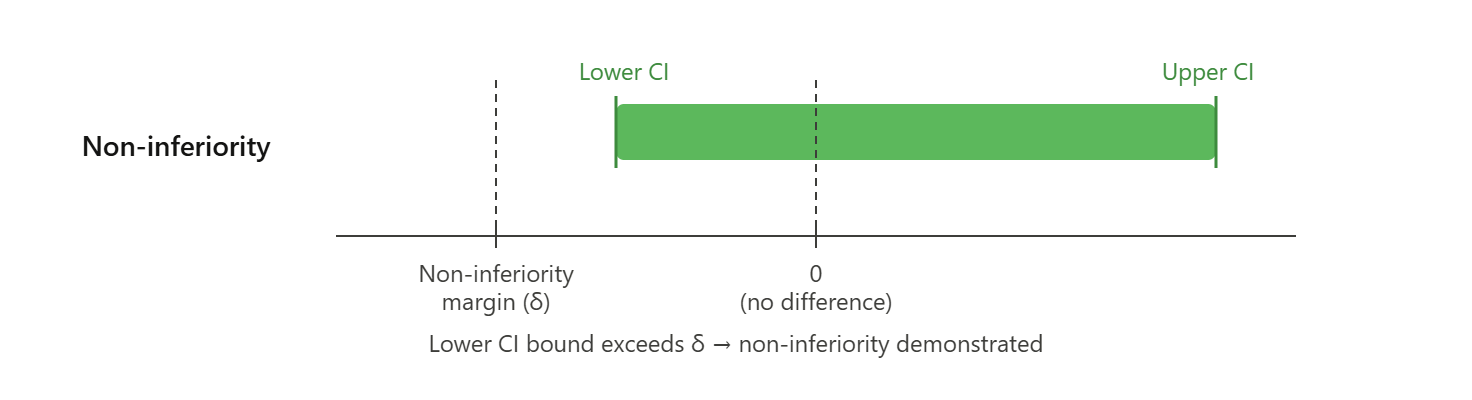 Lower CI
Upper CI
Non-inferiority
Non-inferiority
margin (δ)
0
(no difference)
Lower CI bound exceeds δ → non-inferiority demonstrated